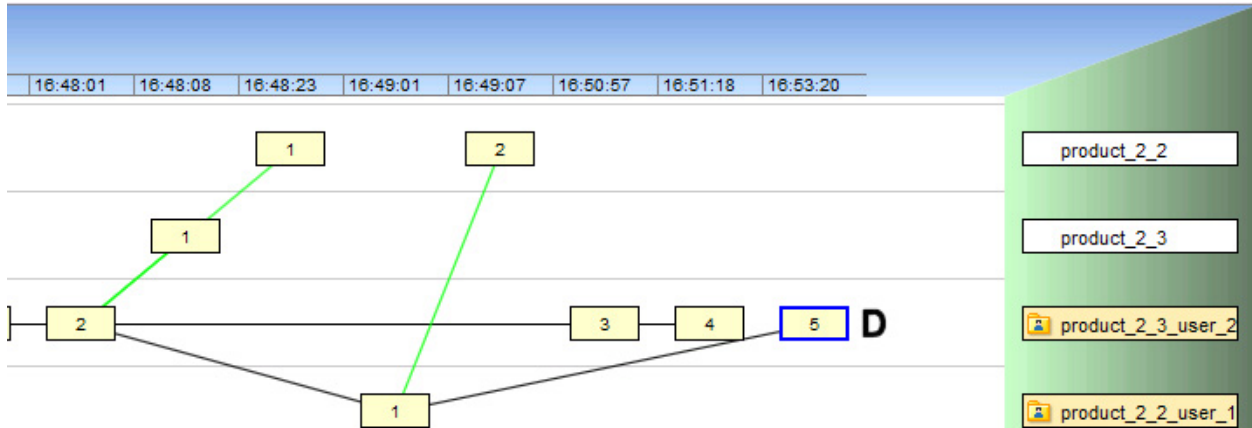 16:48:01 16:48:08 16:48:23 16:49:01 16:49:07 16:50:57 16:51:18 16:53:20
1 2 product_2_2
1 product_2_3
2 3 4 5 D product_2_3_user_2
1 product_2_2_user_1